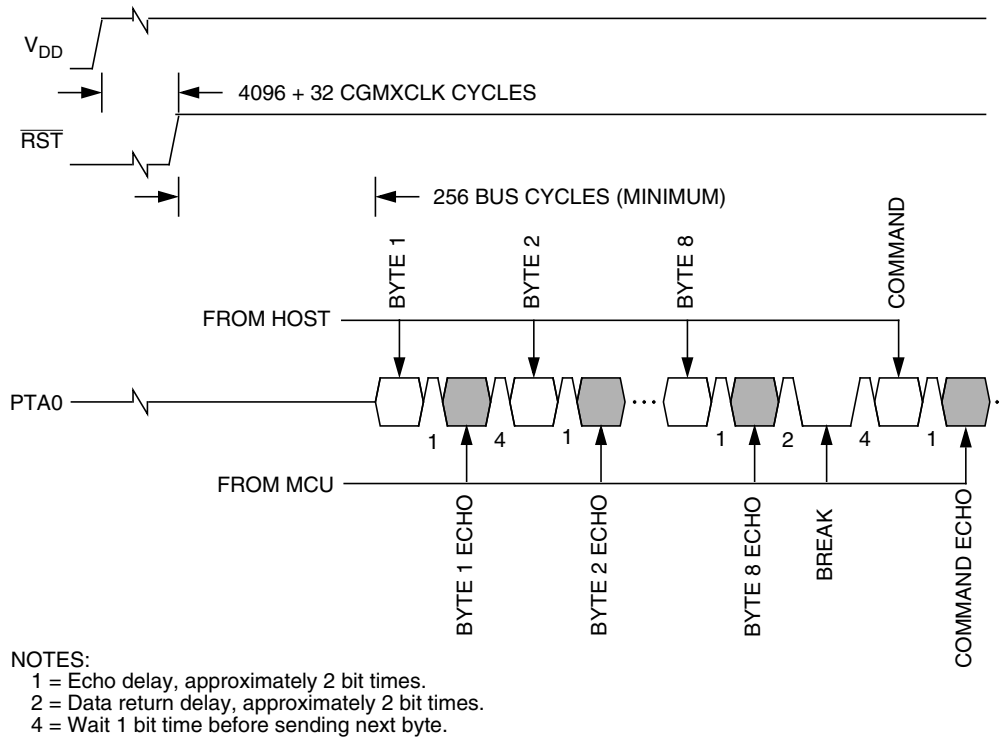 VDD
4096 + 32 CGMXCLK CYCLES
RST
256 BUS CYCLES (MINIMUM)
BYTE 1
BYTE 2
BYTE 8
COMMAND
FROM HOST
PTA0
1
4
1
1
2
4
1
FROM MCU
BYTE 1 ECHO
BYTE 2 ECHO
BYTE 8 ECHO
BREAK
COMMAND ECHO
NOTES:
1 = Echo delay, approximately 2 bit times.
2 = Data return delay, approximately 2 bit times.
4 = Wait 1 bit time before sending next byte.